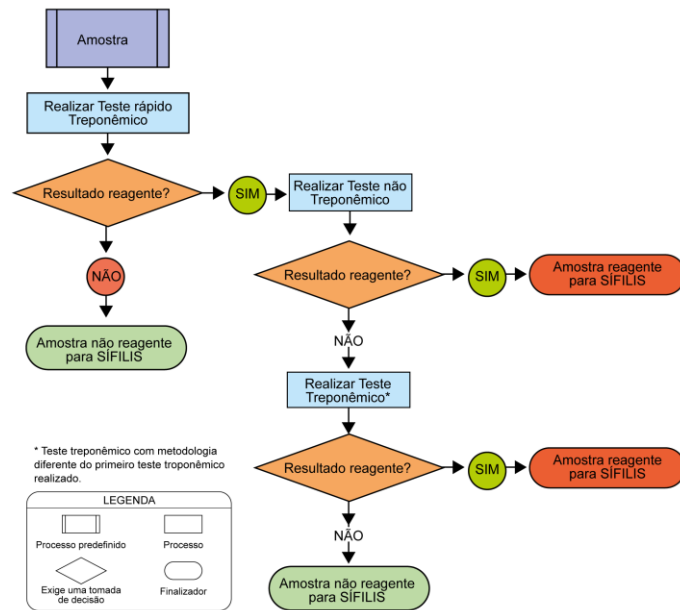 Amostra
Realizar Teste rápido
Treponêmico
Resultado reagente?
SIM
Realizar Teste não
Treponêmico
NÃO
Amostra não reagente
para SÍFILIS
Resultado reagente?
SIM
Amostra reagente
para SÍFILIS
NÃO
Realizar Teste
Treponêmico*
Resultado reagente?
SIM
Amostra reagente
para SÍFILIS
NÃO
Amostra não reagente
para SÍFILIS
* Teste treponêmico com metodologia
diferente do primeiro teste troponêmico
realizado.
LEGENDA
Processo predefinido
Processo
Exige uma tomada
de decisão
Finalizador